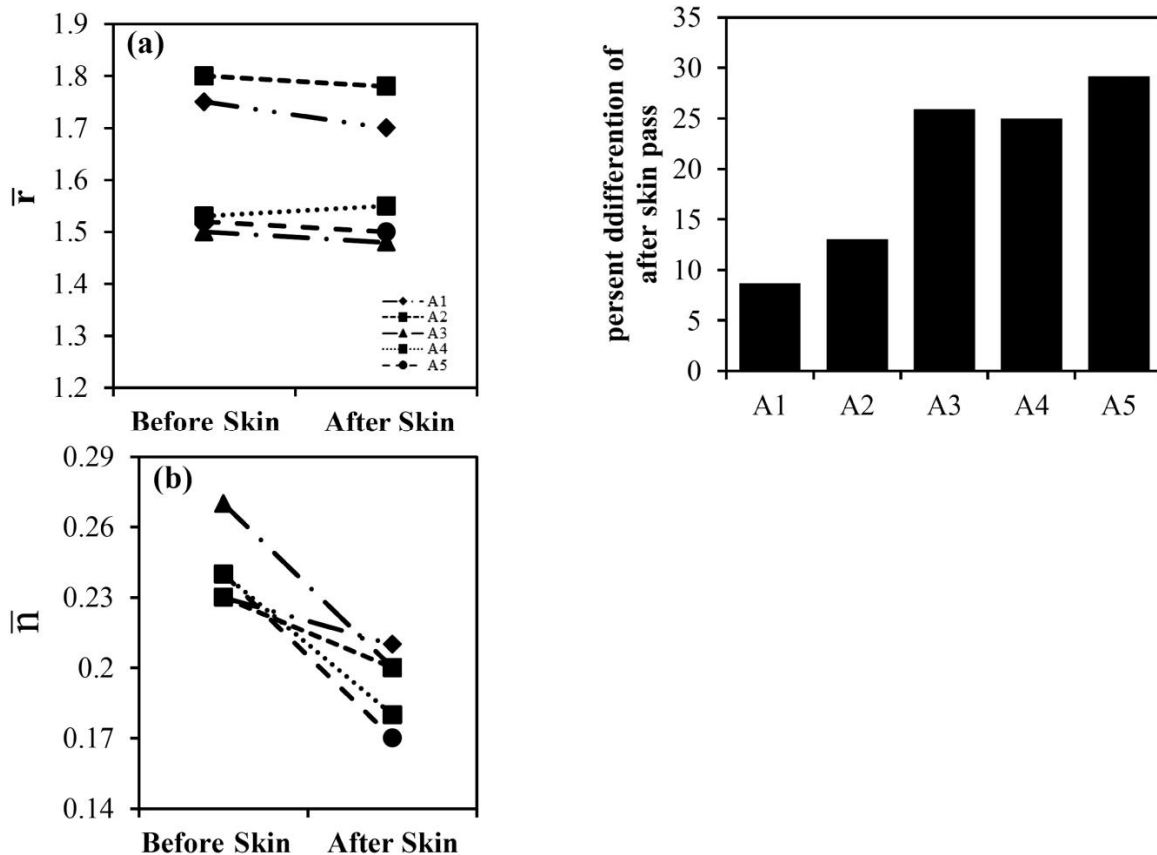 (a)
r̅
1.9
1.8
1.7
1.6
1.5
1.4
1.3
1.2
A1
A2
A3
A4
A5
Before Skin After Skin
persent ddifferention of
after skin pass
35
30
25
20
15
10
5
0
A1 A2 A3 A4 A5
(b)
n̅
0.29
0.26
0.23
0.2
0.17
0.14
Before Skin After Skin